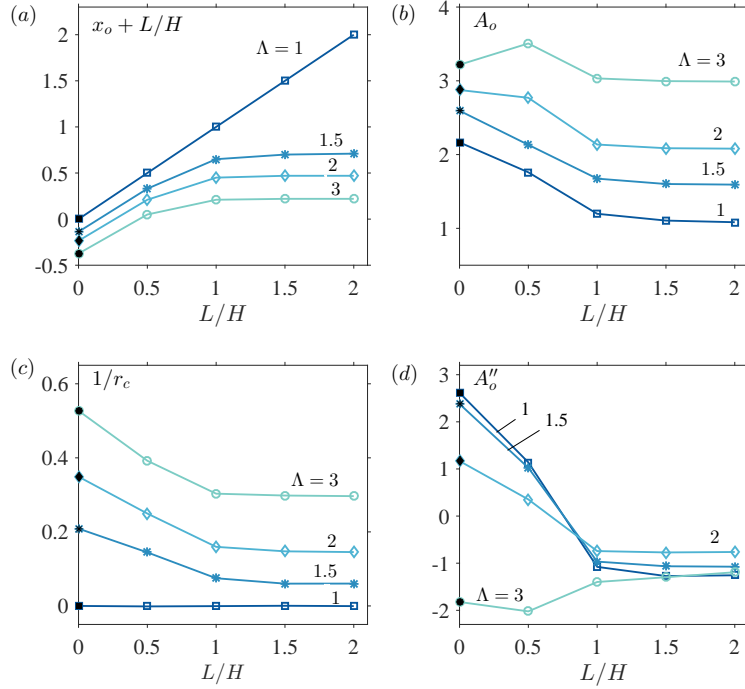 (a)
x_o + L/H
Λ = 1
1.5
2
3
2
1.5
1
0.5
0
-0.5
0 0.5 1 1.5 2
L/H
(b)
A_o
Λ = 3
2
1.5
1
4
3
2
1
0 0.5 1 1.5 2
L/H
(c)
1/r_c
Λ = 3
2
1.5
1
0.6
0.4
0.2
0
0 0.5 1 1.5 2
L/H
(d)
A''_o
1
1.5
2
Λ = 3
3
2
1
0
-1
-2
0 0.5 1 1.5 2
L/H